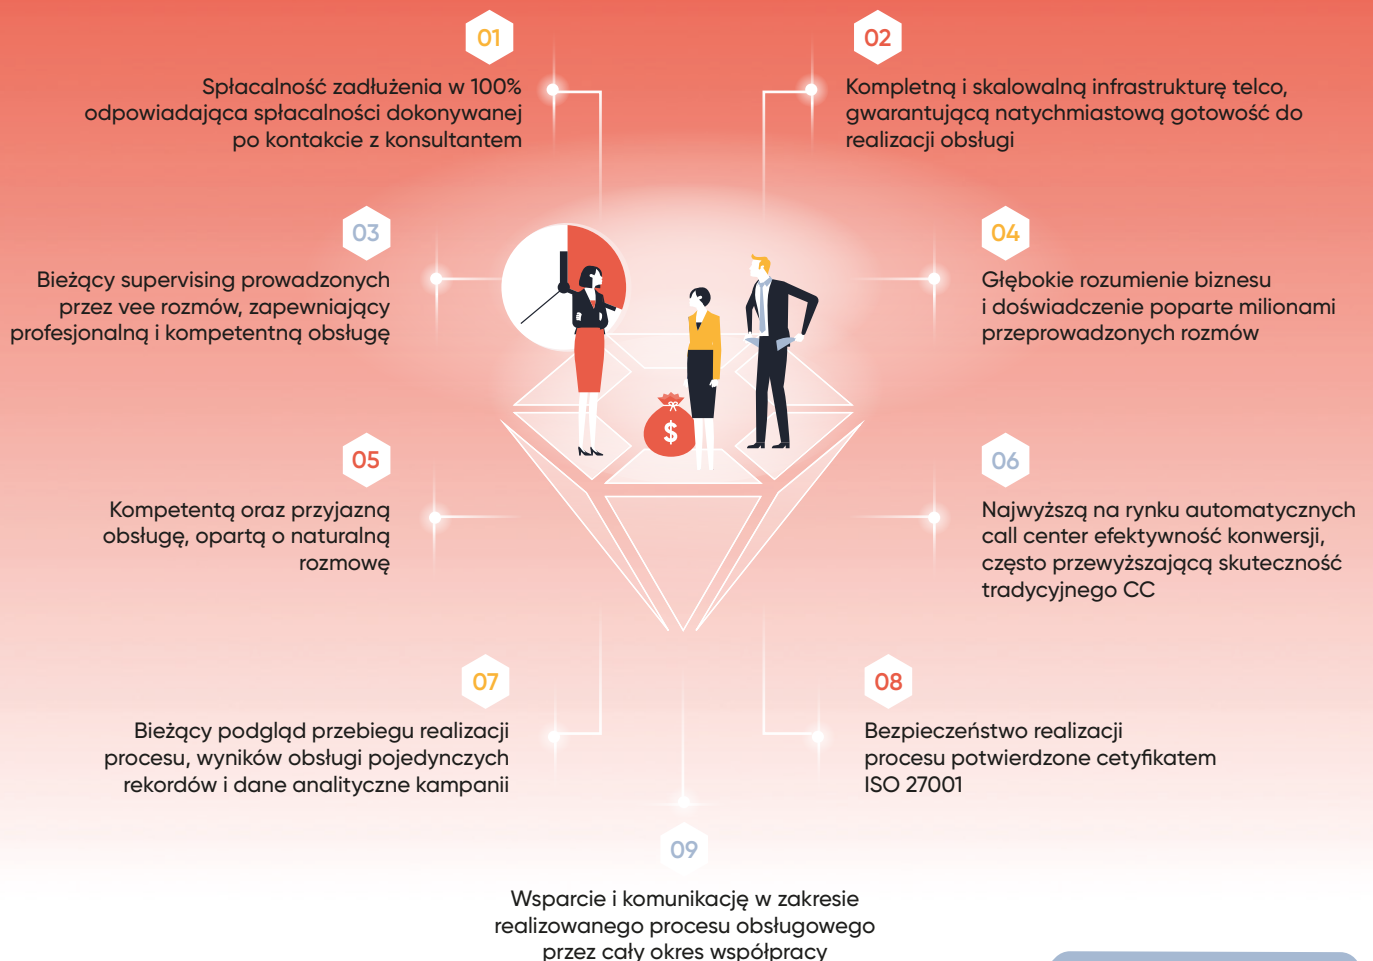 01
Spłacalność zadłużenia w 100%
odpowiadająca spłacalności dokonywanej
po kontakcie z konsultantem
02
Kompletną i skalowalną infrastrukturę telco,
gwarantującą natychmiastową gotowość do
realizacji obsługi
03
Bieżący supervising prowadzonych
przez vee rozmów, zapewniający
profesjonalną i kompetentną obsługę
04
Głębokie rozumienie biznesu
i doświadczenie poparte milionami
przeprowadzonych rozmów
05
Kompetentą oraz przyjazną
obsługę, opartą o naturalną
rozmowę
06
Najwyższą na rynku automatycznych
call center efektywność konwersji,
często przewyższającą skuteczność
tradycyjnego CC
07
Bieżący podgląd przebiegu realizacji
procesu, wyników obsługi pojedynczych
rekordów i dane analityczne kampanii
08
Bezpieczeństwo realizacji
procesu potwierdzone cetyfikatem
ISO 27001
09
Wsparcie i komunikację w zakresie
realizowanego procesu obsługowego
przez cały okres współpracy
$